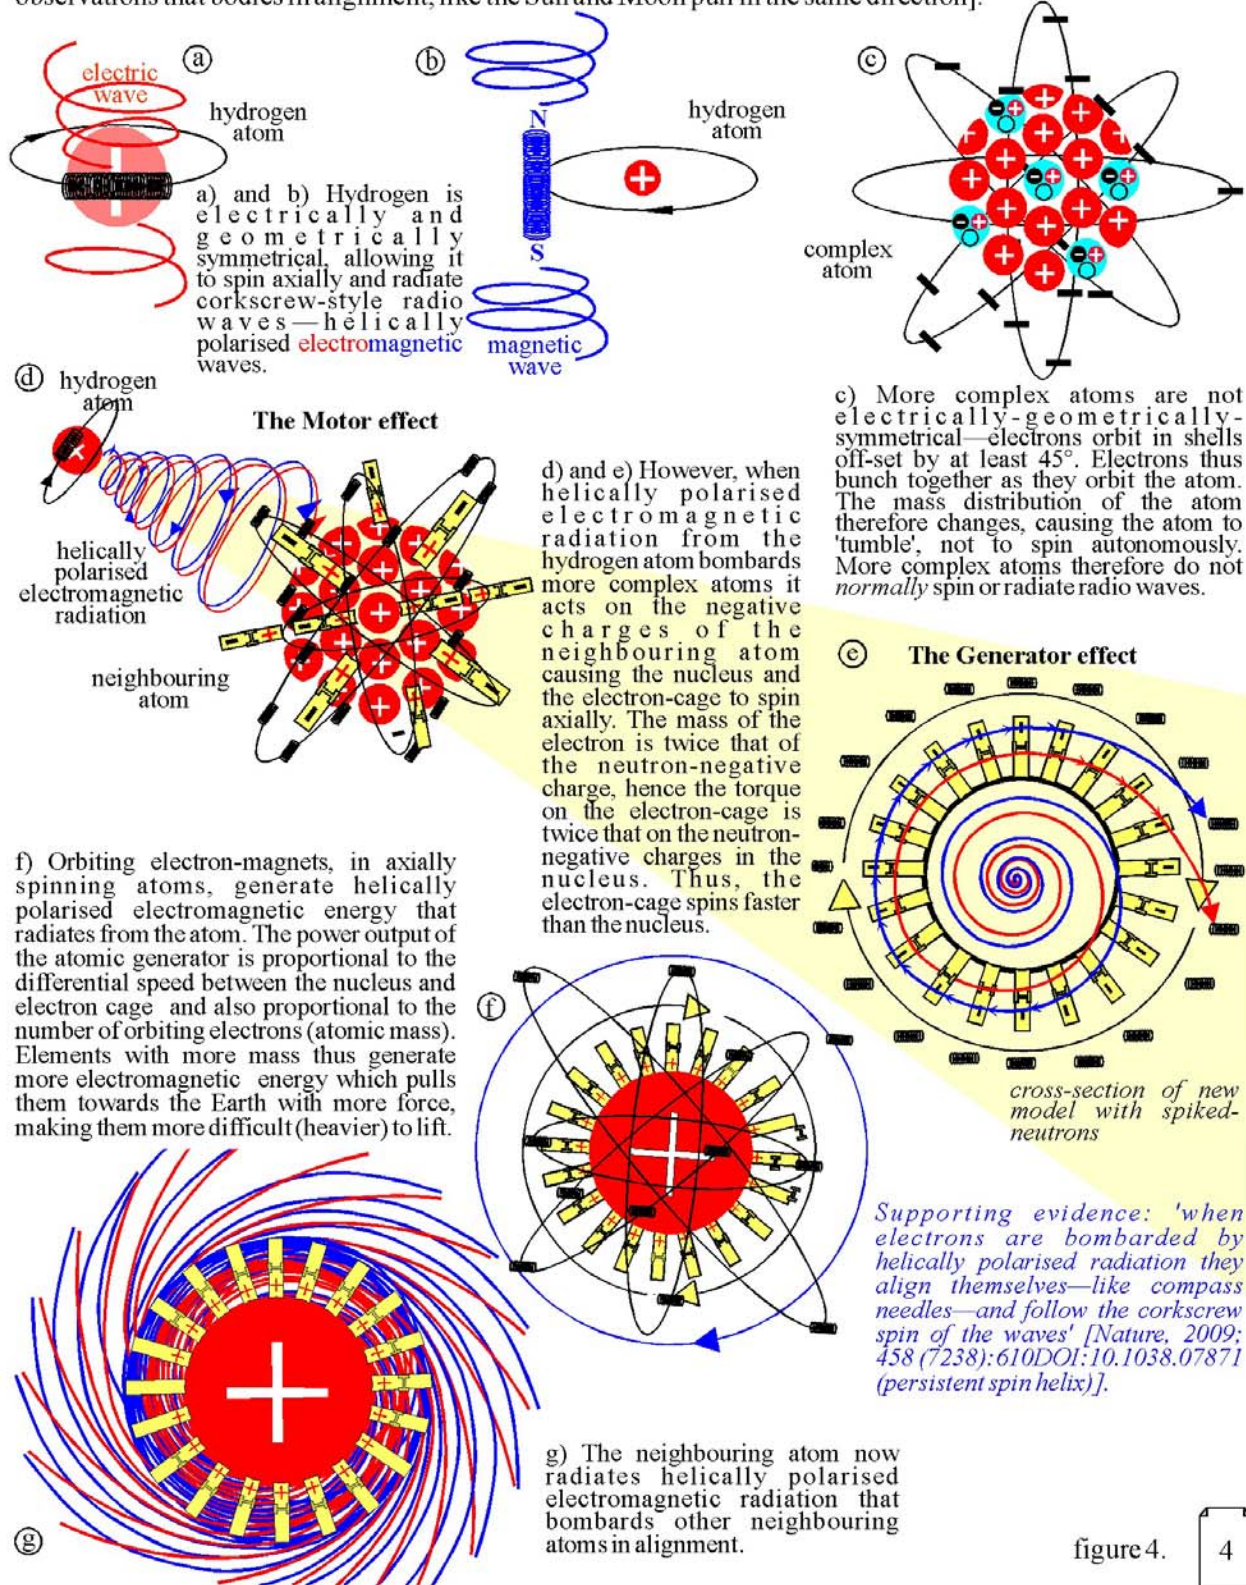 observations that bodies in alignment, like the Sun and Moon pull in the same direction].
a
electric
wave
hydrogen
atom
a) and b) Hydrogen is
electrically and
geometrically
symmetrical, allowing it
to spin axially and radiate
corkscrew-style radio
waves—helically
polarised electromagnetic
waves.
b
N
S
hydrogen
atom
magnetic
wave
c
complex
atom
c) More complex atoms are not
electrically-geometrically-
symmetrical—electrons orbit in shells
off-set by at least 45°. Electrons thus
bunch together as they orbit the atom.
The mass distribution of the atom
therefore changes, causing the atom to
'tumble', not to spin autonomously.
More complex atoms therefore do not
normally spin or radiate radio waves.
d
hydrogen
atom
The Motor effect
helically
polarised
electromagnetic
radiation
neighbouring
atom
d) and e) However, when
helically polarised
electromagnetic
radiation from the
hydrogen atom bombards
more complex atoms it
acts on the negative
charges of the
neighbouring atom
causing the nucleus and
the electron-cage to spin
axially. The mass of the
electron is twice that of
the neutron-negative
charge, hence the torque
on the electron-cage is
twice that on the neutron-
negative charges in the
nucleus. Thus, the
electron-cage spins faster
than the nucleus.
e
The Generator effect
cross-section of new
model with spiked-
neutrons
f) Orbiting electron-magnets, in axially
spinning atoms, generate helically
polarised electromagnetic energy that
radiates from the atom. The power output of
the atomic generator is proportional to the
differential speed between the nucleus and
electron cage and also proportional to the
number of orbiting electrons (atomic mass).
Elements with more mass thus generate
more electromagnetic energy which pulls
them towards the Earth with more force,
making them more difficult (heavier) to lift.
f
Supporting evidence: 'when
electrons are bombarded by
helically polarised radiation they
align themselves—like compass
needles—and follow the corkscrew
spin of the waves' [Nature, 2009;
458 (7238):610DOI:10.1038.07871
(persistent spin helix)].
g
g) The neighbouring atom now
radiates helically polarised
electromagnetic radiation that
bombards other neighbouring
atoms in alignment.
figure 4.
4